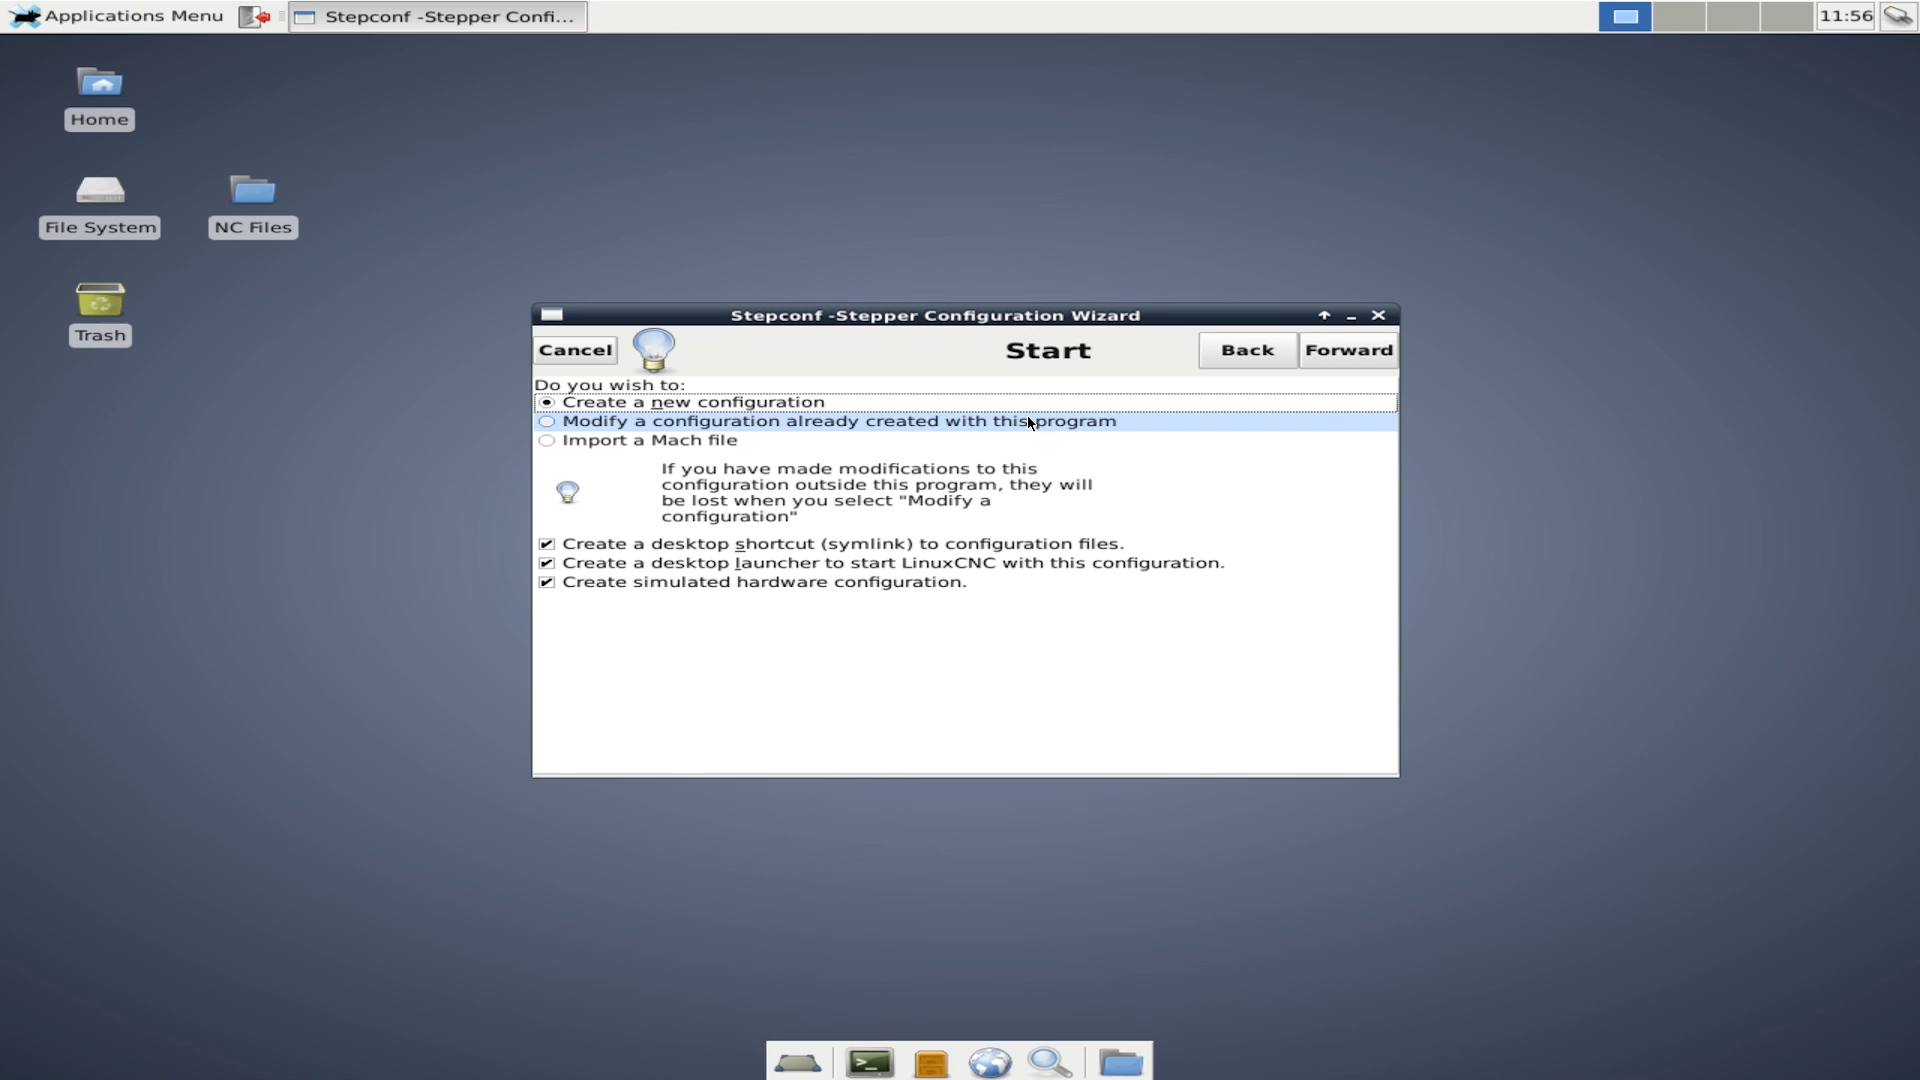 Applications Menu
Stepconf -Stepper Confi...
11:56
Home
File System
NC Files
Trash
Stepconf -Stepper Configuration Wizard
Cancel
Start
Back
Forward
Do you wish to:
Create a new configuration
Modify a configuration already created with this program
Import a Mach file
If you have made modifications to this
configuration outside this program, they will
be lost when you select "Modify a
configuration"
Create a desktop shortcut (symlink) to configuration files.
Create a desktop launcher to start LinuxCNC with this configuration.
Create simulated hardware configuration.